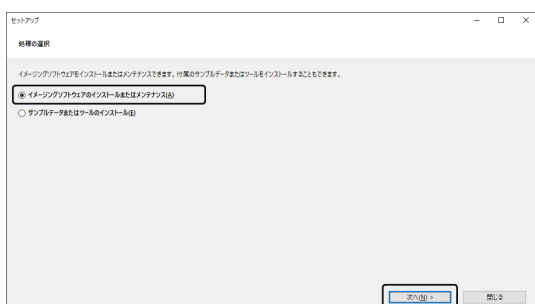 セットアップ
処理の選択
イメージングソフトウェアをインストールまたはメンテナンスできます。付属のサンプルデータまたはツールをインストールすることもできます。
イメージングソフトウェアのインストールまたはメンテナンス(A)
サンプルデータまたはツールのインストール(E)
次へ(N) >
閉じる